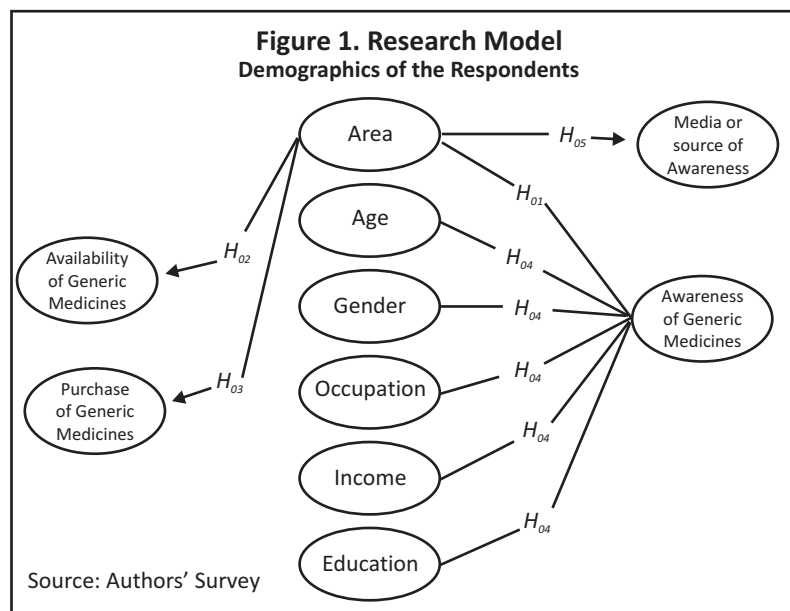 Figure 1. Research Model
Demographics of the Respondents
Area
H05
Media or
source of
Awareness
H01
Age
H02
Availability
of Generic
Medicines
H04
Gender
H04
Awareness
of Generic
Medicines
Occupation
H04
H03
Purchase
of Generic
Medicines
Income
H04
H04
Education
Source: Authors’ Survey